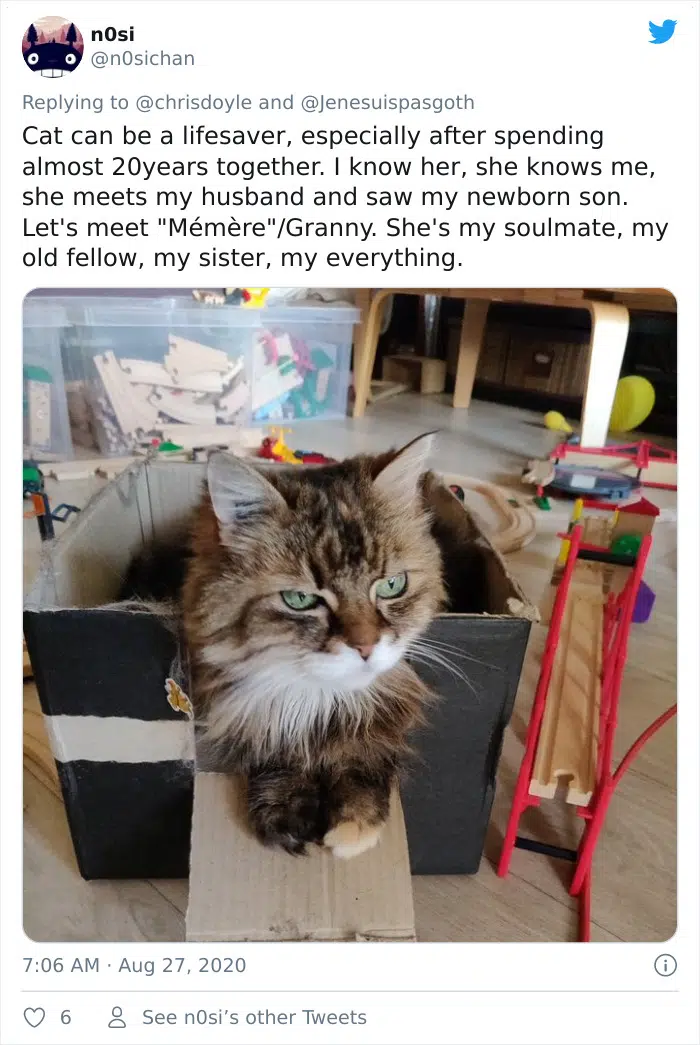 n0si
@n0sichan
Replying to @chrisdoyle and @Jenesuispasgoth
Cat can be a lifesaver, especially after spending
almost 20years together. I know her, she knows me,
she meets my husband and saw my newborn son.
Let's meet "Mémère"/Granny. She's my soulmate, my
old fellow, my sister, my everything.
7:06 AM · Aug 27, 2020
6
See n0si’s other Tweets